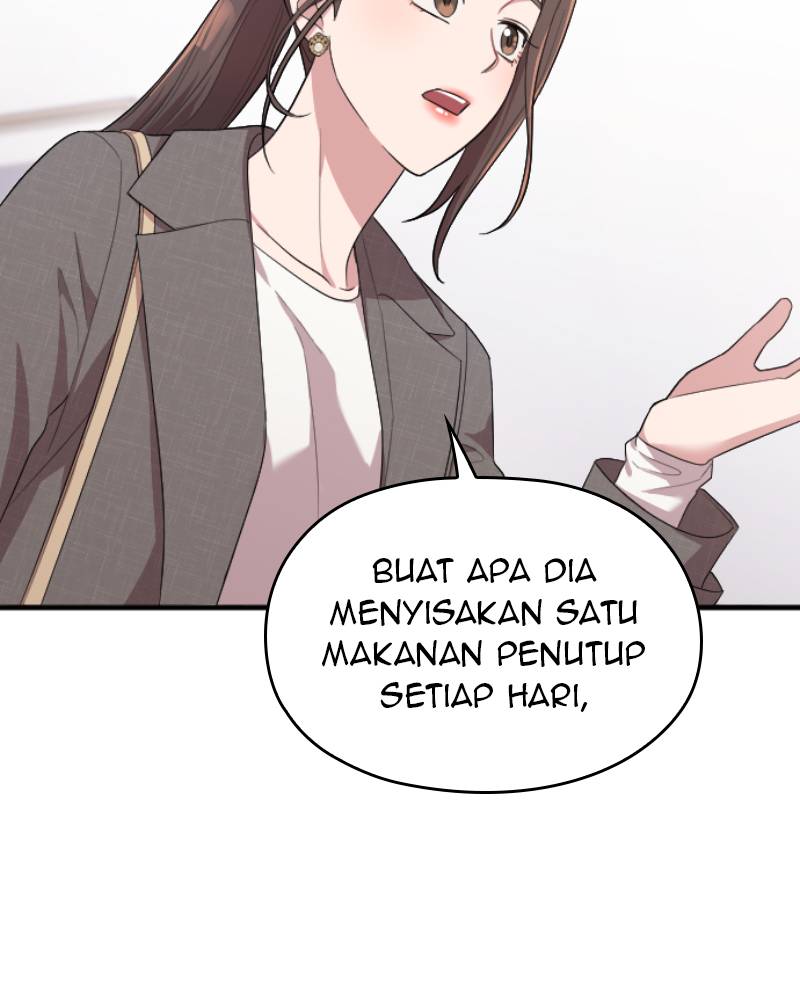 BUAT APA DIA
MENYISAKAN SATU
MAKANAN PENUTUP
SETIAP HARI,